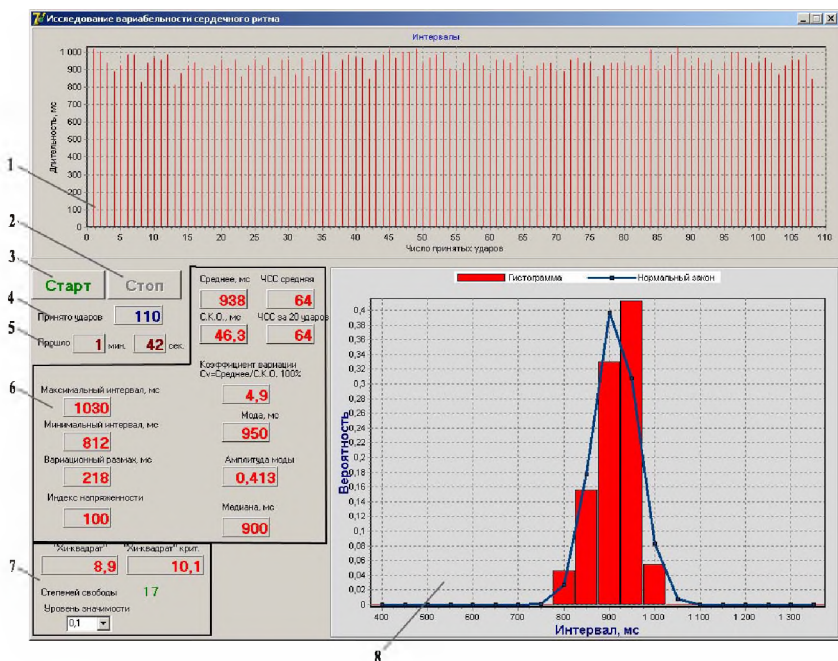 Исследование вариабельности сердечного ритма
Интервалы
Длительность, мс
1 000
900
800
700
600
500
400
300
200
100
0
0 5 10 15 20 25 30 35 40 45 50 55 60 65 70 75 80 85 90 95 100 105 110
Число принятых ударов
1
2
3
4
5
6
7
8
Старт Стоп
Принято ударов 110
Прошло 1 мин. 42 сек.
Среднее, мс ЧСС средняя
938 64
С.К.О., мс ЧСС за 20 ударов
46,3 64
Коэффициент вариации
Cv=Среднее/С.К.О. 100%
4,9
Мода, мс
950
Амплитуда моды
0,413
Медиана, мс
900
Максимальный интервал, мс
1030
Минимальный интервал, мс
812
Вариационный размах, мс
218
Индекс напряженности
100
"Хи-квадрат" "Хи-квадрат" крит.
8,9 10,1
Степеней свободы 17
Уровень значимости
0,1
Гистограмма Нормальный закон
Вероятность
0,4
0,38
0,36
0,34
0,32
0,3
0,28
0,26
0,24
0,22
0,2
0,18
0,16
0,14
0,12
0,1
0,08
0,06
0,04
0,02
0
400 500 600 700 800 900 1 000 1 100 1 200 1 300
Интервал, мс